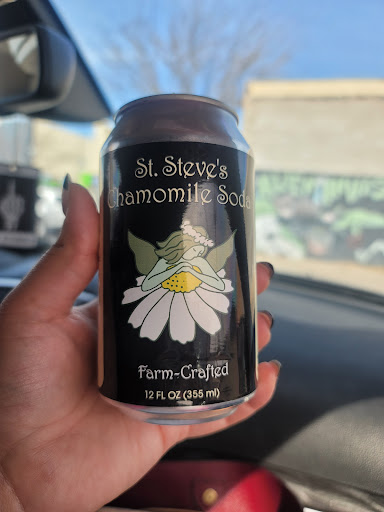 St. Steve's
Chamomile Soda
Farm-Crafted
12 FL OZ (355 ml)